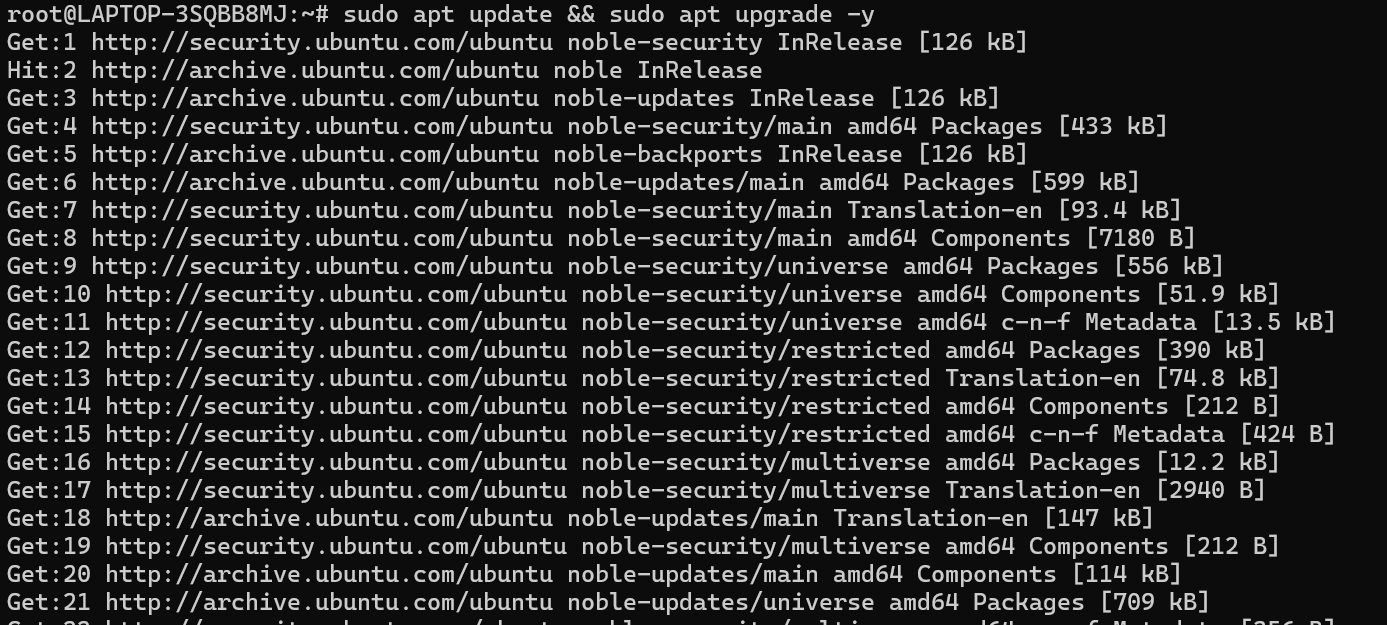 root@LAPTOP-3SQBB8MJ:~# sudo apt update && sudo apt upgrade -y
Get:1 http://security.ubuntu.com/ubuntu noble-security InRelease [126 kB]
Hit:2 http://archive.ubuntu.com/ubuntu noble InRelease
Get:3 http://archive.ubuntu.com/ubuntu noble-updates InRelease [126 kB]
Get:4 http://security.ubuntu.com/ubuntu noble-security/main amd64 Packages [433 kB]
Get:5 http://archive.ubuntu.com/ubuntu noble-backports InRelease [126 kB]
Get:6 http://archive.ubuntu.com/ubuntu noble-updates/main amd64 Packages [599 kB]
Get:7 http://security.ubuntu.com/ubuntu noble-security/main Translation-en [93.4 kB]
Get:8 http://security.ubuntu.com/ubuntu noble-security/main amd64 Components [7180 B]
Get:9 http://security.ubuntu.com/ubuntu noble-security/universe amd64 Packages [556 kB]
Get:10 http://security.ubuntu.com/ubuntu noble-security/universe amd64 Components [51.9 kB]
Get:11 http://security.ubuntu.com/ubuntu noble-security/universe amd64 c-n-f Metadata [13.5 kB]
Get:12 http://security.ubuntu.com/ubuntu noble-security/restricted amd64 Packages [390 kB]
Get:13 http://security.ubuntu.com/ubuntu noble-security/restricted Translation-en [74.8 kB]
Get:14 http://security.ubuntu.com/ubuntu noble-security/restricted amd64 Components [212 B]
Get:15 http://security.ubuntu.com/ubuntu noble-security/restricted amd64 c-n-f Metadata [424 B]
Get:16 http://security.ubuntu.com/ubuntu noble-security/multiverse amd64 Packages [12.2 kB]
Get:17 http://security.ubuntu.com/ubuntu noble-security/multiverse Translation-en [2940 B]
Get:18 http://archive.ubuntu.com/ubuntu noble-updates/main Translation-en [147 kB]
Get:19 http://security.ubuntu.com/ubuntu noble-security/multiverse amd64 Components [212 B]
Get:20 http://archive.ubuntu.com/ubuntu noble-updates/main amd64 Components [114 kB]
Get:21 http://archive.ubuntu.com/ubuntu noble-updates/universe amd64 Packages [709 kB]